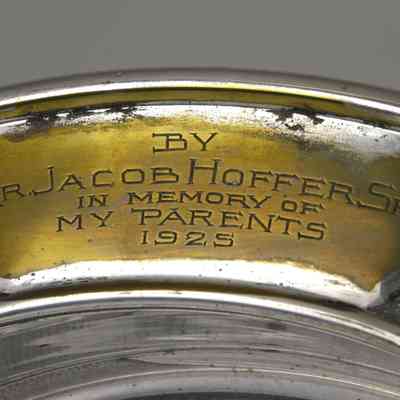 BY
R. JACOB HOFFER, SR
IN MEMORY OF
MY PARENTS
1925